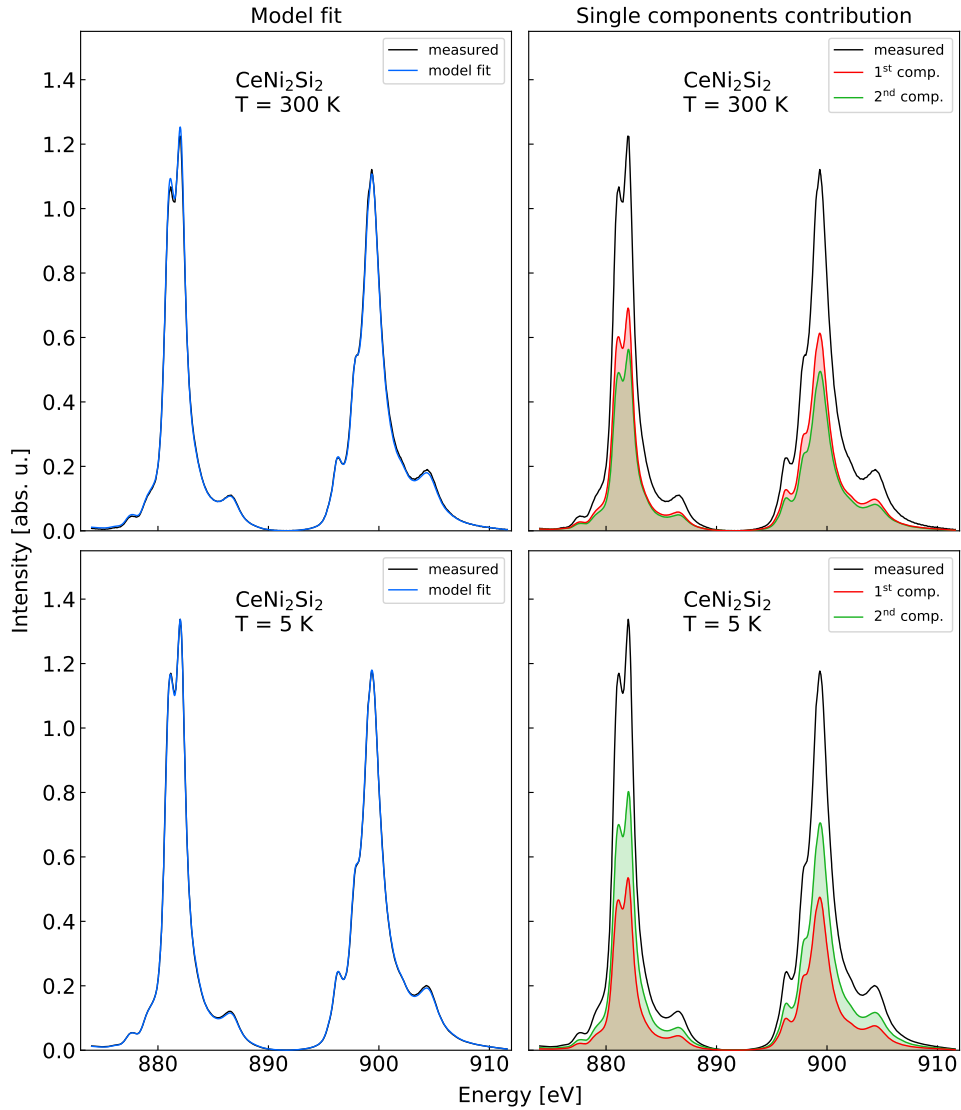 Model fit
Single components contribution
measured
model fit
CeNi₂Si₂
T = 300 K
measured
1ˢᵗ comp.
2ⁿᵈ comp.
CeNi₂Si₂
T = 300 K
1.4
1.2
1.0
0.8
0.6
0.4
0.2
0.0
measured
model fit
CeNi₂Si₂
T = 5 K
measured
1ˢᵗ comp.
2ⁿᵈ comp.
CeNi₂Si₂
T = 5 K
1.4
1.2
1.0
0.8
0.6
0.4
0.2
0.0
Intensity [abs. u.]
880 890 900 910
880 890 900 910
Energy [eV]